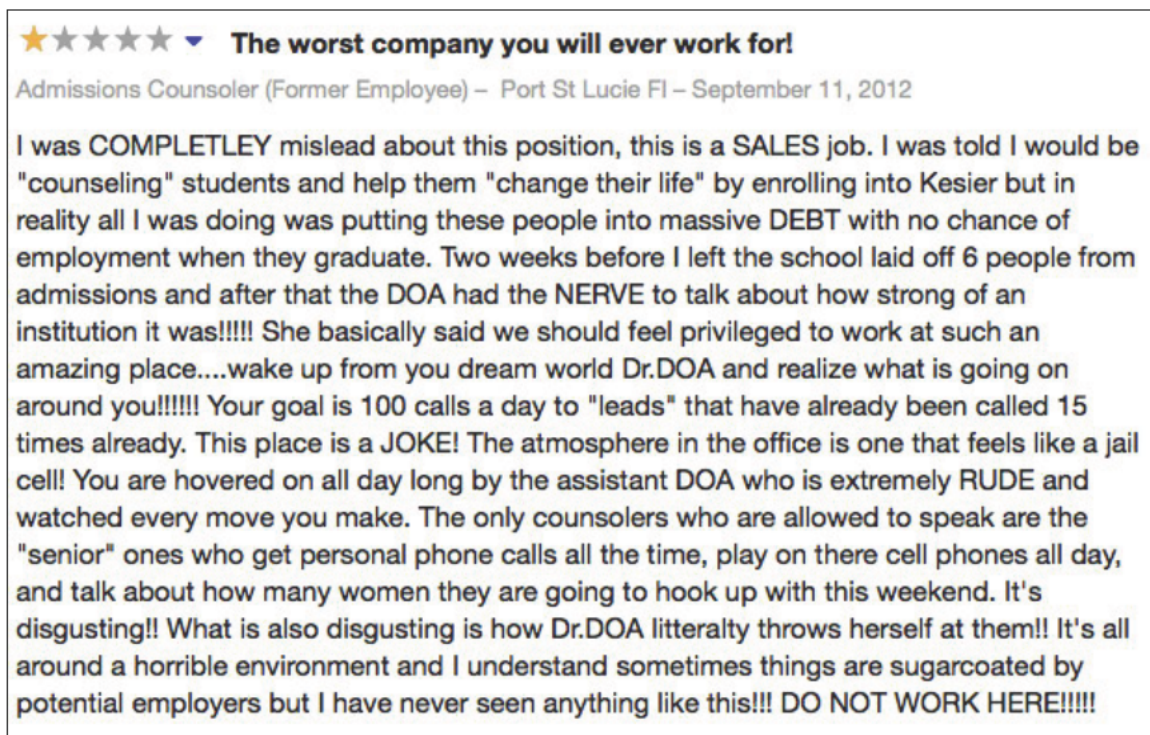 The worst company you will ever work for!
Admissions Counsoler (Former Employee) – Port St Lucie Fl – September 11, 2012
I was COMPLETLEY mislead about this position, this is a SALES job. I was told I would be
"counseling" students and help them "change their life" by enrolling into Kesier but in
reality all I was doing was putting these people into massive DEBT with no chance of
employment when they graduate. Two weeks before I left the school laid off 6 people from
admissions and after that the DOA had the NERVE to talk about how strong of an
institution it was!!!!! She basically said we should feel privileged to work at such an
amazing place....wake up from you dream world Dr.DOA and realize what is going on
around you!!!!!! Your goal is 100 calls a day to "leads" that have already been called 15
times already. This place is a JOKE! The atmosphere in the office is one that feels like a jail
cell! You are hovered on all day long by the assistant DOA who is extremely RUDE and
watched every move you make. The only counsolers who are allowed to speak are the
"senior" ones who get personal phone calls all the time, play on there cell phones all day,
and talk about how many women they are going to hook up with this weekend. It's
disgusting!! What is also disgusting is how Dr.DOA litteralty throws herself at them!! It's all
around a horrible environment and I understand sometimes things are sugarcoated by
potential employers but I have never seen anything like this!!! DO NOT WORK HERE!!!!!